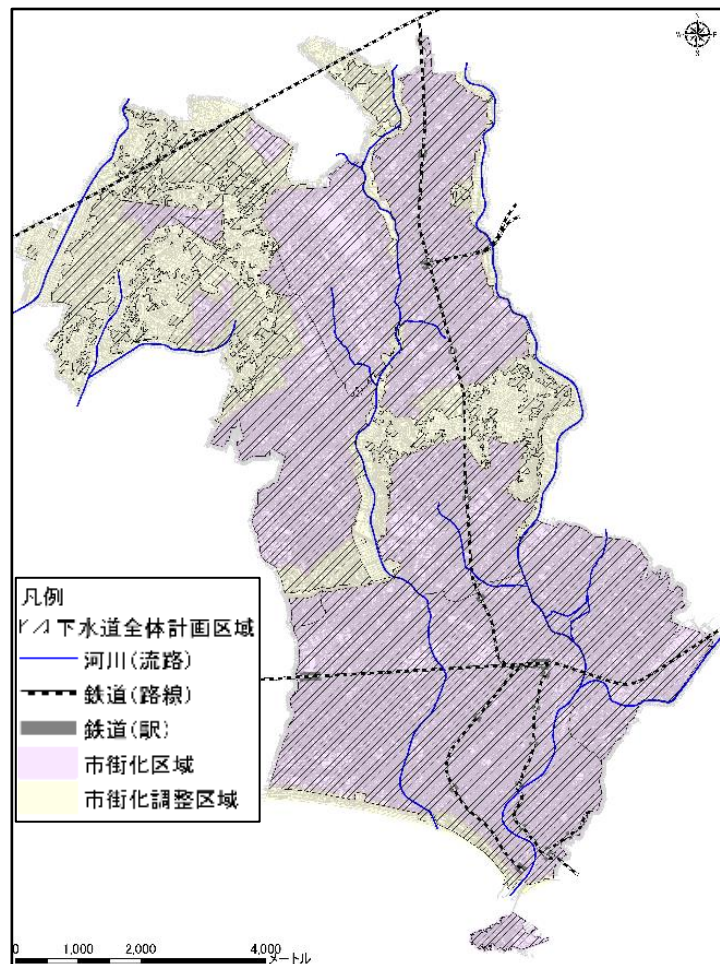 N
W E
S
凡例
下水道全体計画区域
河川(流路)
鉄道(路線)
鉄道(駅)
市街化区域
市街化調整区域
0 1,000 2,000 4,000
メートル